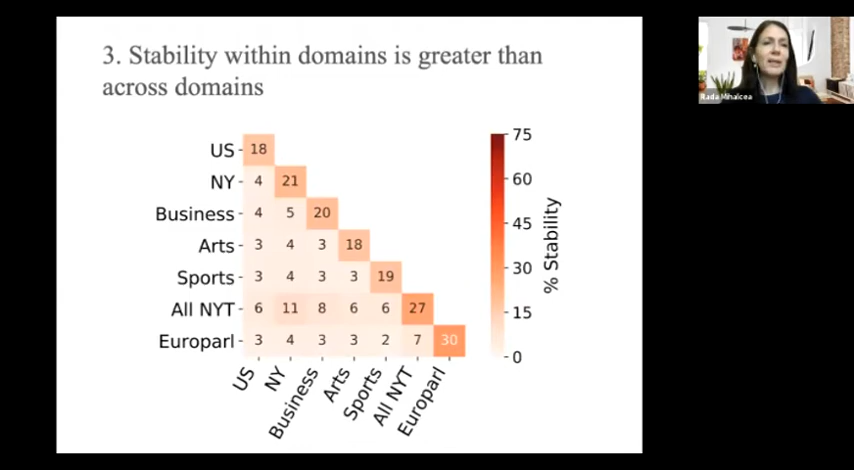 3. Stability within domains is greater than
across domains
US 18
NY 4 21
Business 4 5 20
Arts 3 4 3 18
Sports 3 4 3 3 19
All NYT 6 11 8 6 6 27
Europarl 3 4 3 3 2 7 30
US NY Business Arts Sports All NYT Europarl
75
60
45
30
15
0
% Stability
Rada Mihalcea